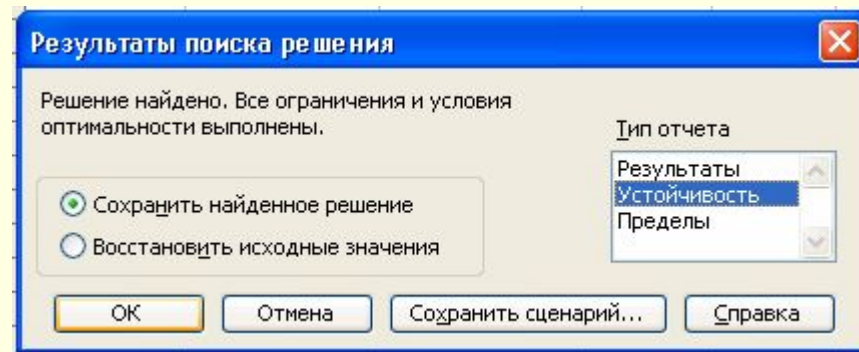 Результаты поиска решения
Решение найдено. Все ограничения и условия
оптимальности выполнены.
Тип отчета
Результаты
Устойчивость
Пределы
Сохранить найденное решение
Восстановить исходные значения
ОК
Отмена
Сохранить сценарий...
Справка